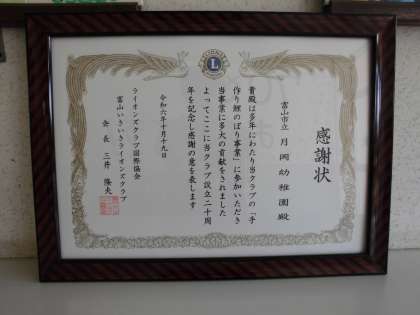 感謝状
富山市立 月岡幼稚園殿
貴殿は多年にわたり当クラブの「手
作り鯉のぼり事業」に参加いただき
当事業に多大の貢献をされました
よってここに当クラブ設立二十周
年を記念し感謝の意を表します
令和六年十月十九日
ライオンズクラブ国際協会
富山いきいきライオンズクラブ
会長 三井 隆夫